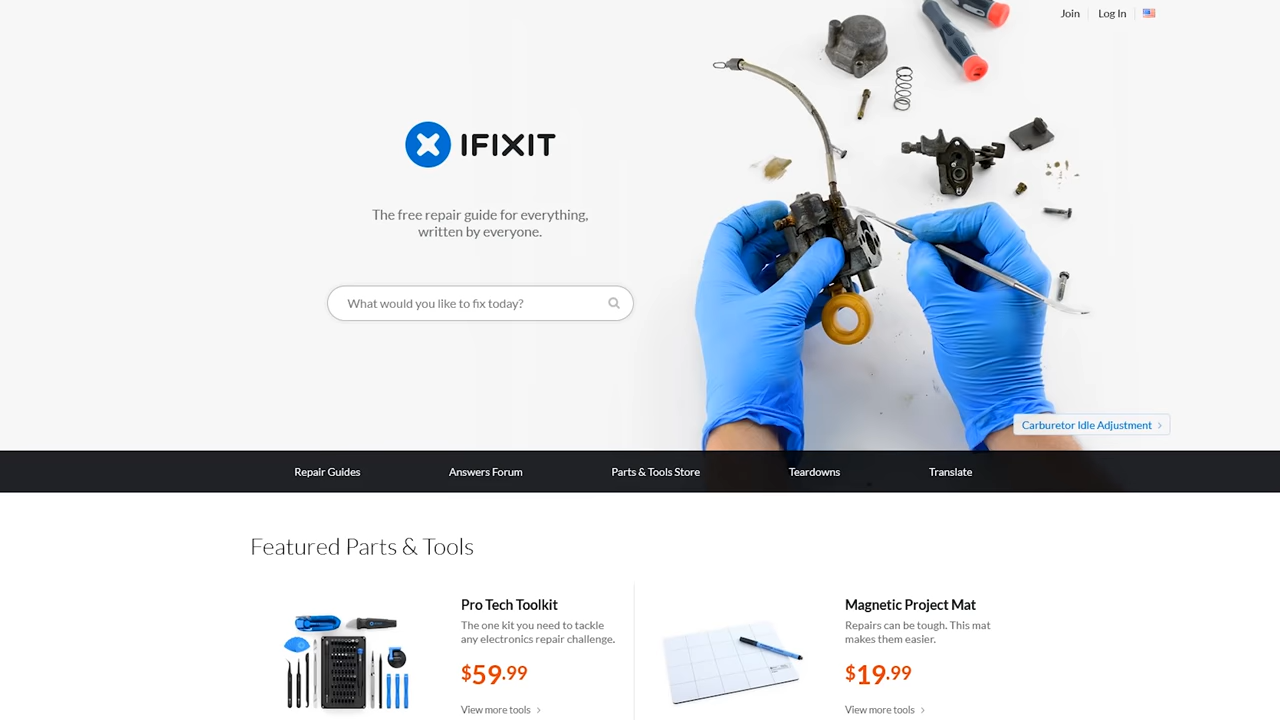 Join
Log In
IFIXIT
The free repair guide for everything,
written by everyone.
What would you like to fix today?
Carburetor Idle Adjustment
Repair Guides
Answers Forum
Parts & Tools Store
Teardowns
Translate
Featured Parts & Tools
Pro Tech Toolkit
The one kit you need to tackle
any electronics repair challenge.
$59.99
View more tools
Magnetic Project Mat
Repairs can be tough. This mat
makes them easier.
$19.99
View more tools